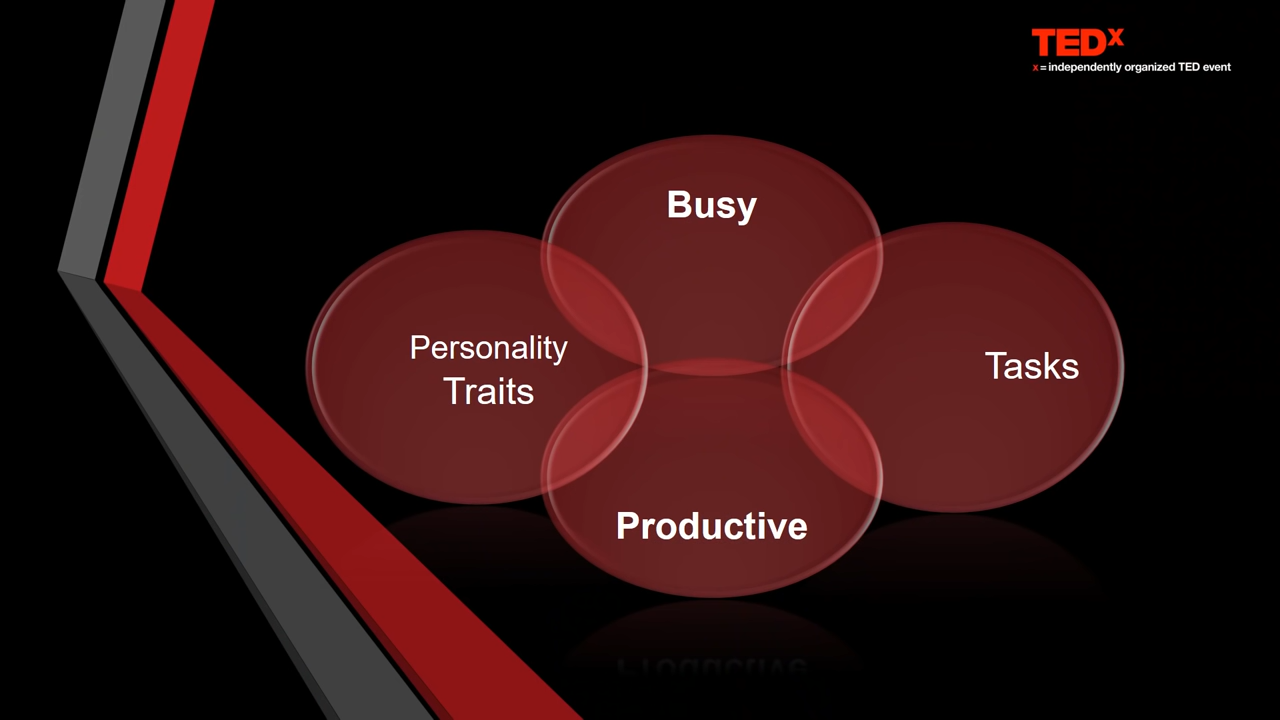 TEDx
x = independently organized TED event
Busy
Personality
Traits
Tasks
Productive